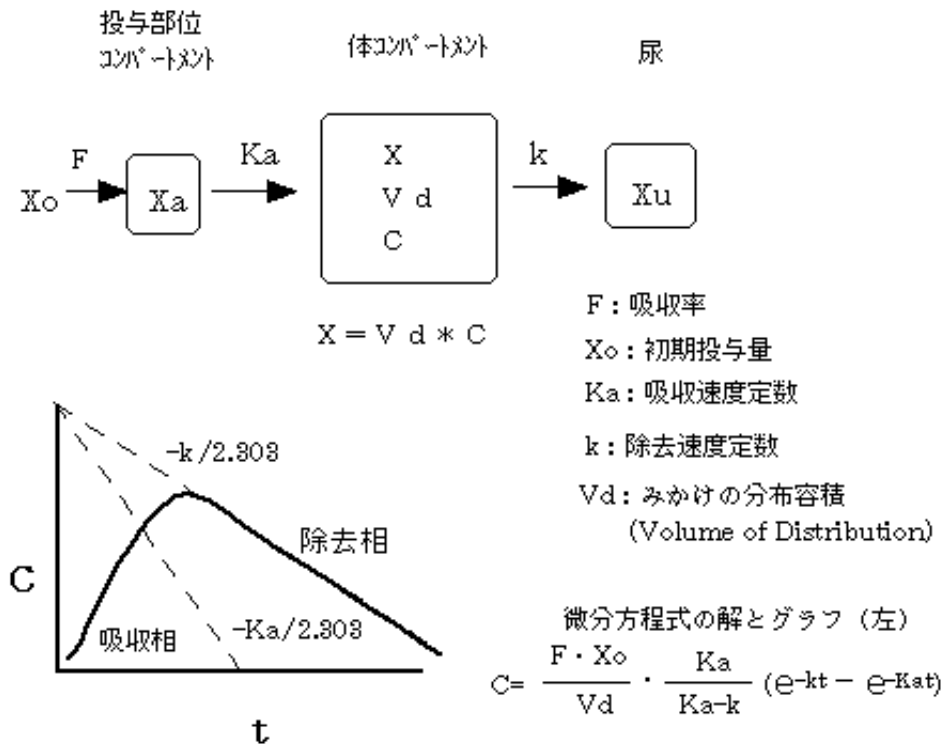 投与部位
ｺﾝﾊﾟｰﾄﾒﾝﾄ
体ｺﾝﾊﾟｰﾄﾒﾝﾄ
尿
F
Ka
k
Xo
Xa
X
V d
C
Xu
X = V d * C
F：吸収率
Xo：初期投与量
Ka：吸収速度定数
k：除去速度定数
Vd：みかけの分布容積
(Volume of Distribution)
-k/2.303
除去相
C
吸収相
-Ka/2.303
t
微分方程式の解とグラフ（左）
C= F・Xo/Vd ・ Ka/Ka-k (e-kt − e-Kat)